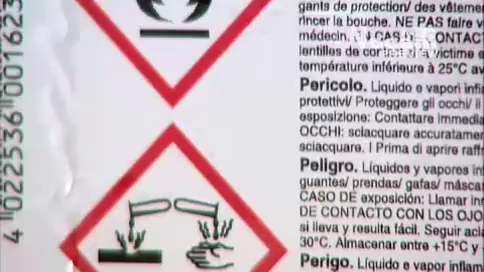 4 022536 001623
gants de protection/ des vêtemen
rincer la bouche. NE PAS faire v
médecin. EN CAS DE CONTAC
lentilles de contact si victime e
température inférieure à 25°C av
Pericolo. Liquido e vapori infia
protettivi/ Proteggere gli occhi/ il
esposizione: Contattare immedia
OCCHI: sciacquare accuratamen
sciacquare. I Prima di aprire raffr
Peligro. Líquidos y vapores inf
guantes/ prendas/ gafas/ máscar
CASO DE exposición: Llamar inm
DE CONTACTO CON LOS OJO
si lleva y resulta fácil. Seguir acla
30°C. Almacenar entre +15°C y
Perigo. Líquido e vapor inflam